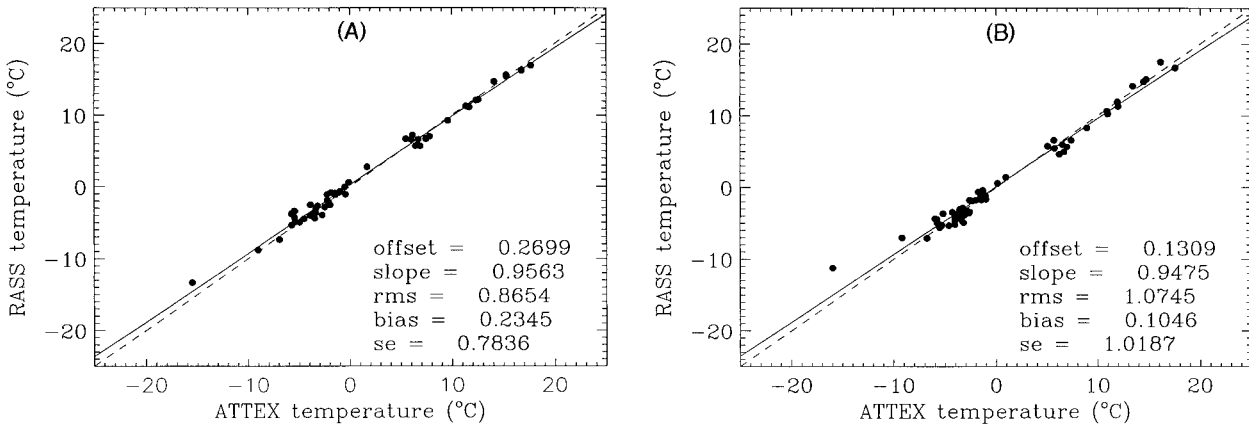 (A)
RASS temperature (°C)
20
10
0
−10
−20
offset = 0.2699
slope = 0.9563
rms = 0.8654
bias = 0.2345
se = 0.7836
−20 −10 0 10 20
ATTEX temperature (°C)
(B)
RASS temperature (°C)
20
10
0
−10
−20
offset = 0.1309
slope = 0.9475
rms = 1.0745
bias = 0.1046
se = 1.0187
−20 −10 0 10 20
ATTEX temperature (°C)